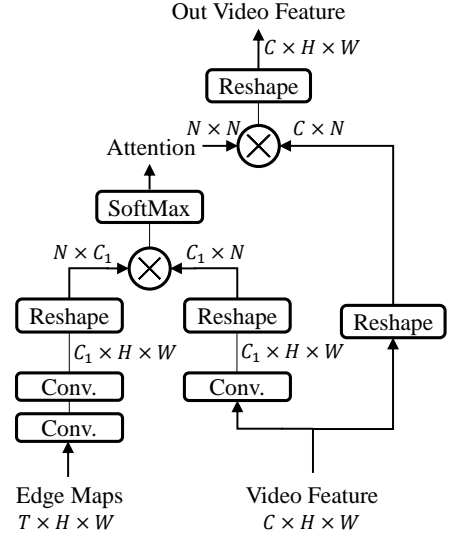 Out Video Feature
C × H × W
Reshape
N × N
C × N
Attention
SoftMax
N × C₁
C₁ × N
Reshape
Reshape
Reshape
C₁ × H × W
C₁ × H × W
Conv.
Conv.
Conv.
Edge Maps
T × H × W
Video Feature
C × H × W